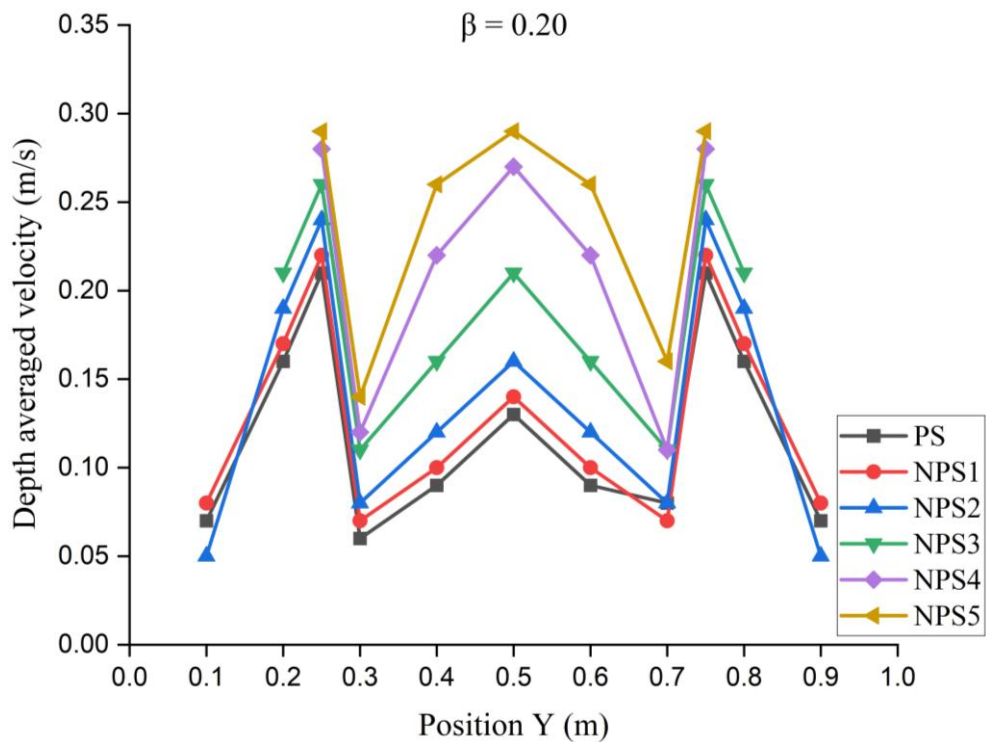 β = 0.20
0.35
0.30
0.25
0.20
0.15
0.10
0.05
0.00
Depth averaged velocity (m/s)
PS
NPS1
NPS2
NPS3
NPS4
NPS5
0.0 0.1 0.2 0.3 0.4 0.5 0.6 0.7 0.8 0.9 1.0
Position Y (m)